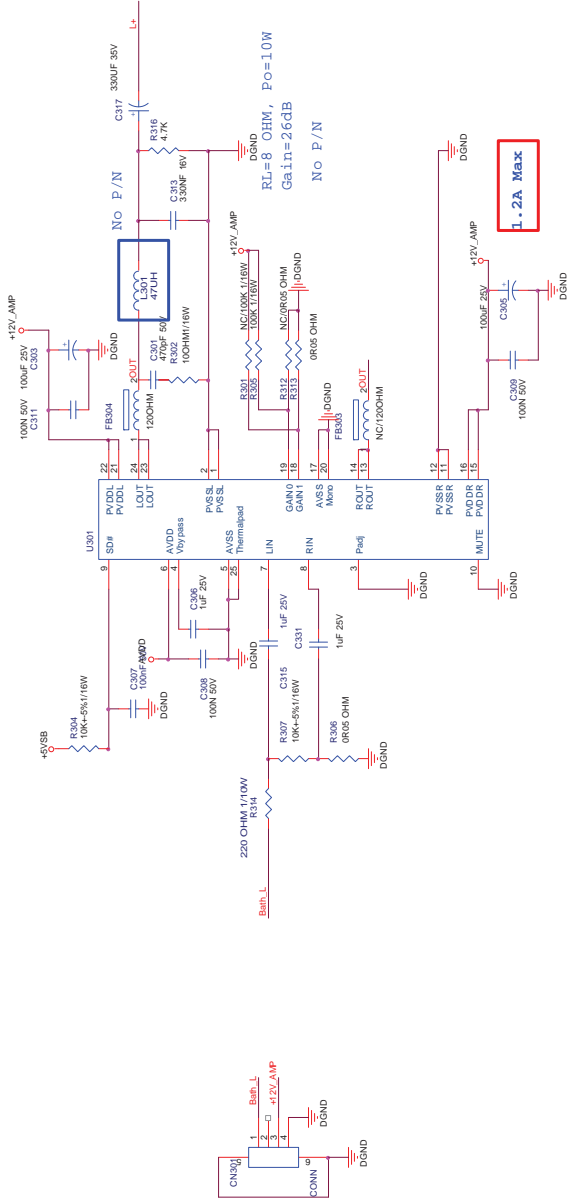 +12V_AMP
C303
100uF 25V
C311
100N 50V
DGND
FB304
1
2OUT
120OHM
C301
470pF 50V
R302
10OHM1/16W
No P/N
L301
47UH
C313
330NF
16V
R316
4.7K
C317
330UF 35V
L+
DGND
RL=8 OHM, Po=10W
Gain=26dB
No P/N
+12V_AMP
NC/100K 1/16W
100K 1/16W
R301
R305
NC/0R05 OHM
R312
R313
0R05 OHM
DGND
DGND
FB303
1
2OUT
NC/120OHM
DGND
1.2A Max
+12V_AMP
100uF 25V
C305
C309
100N 50V
DGND
U301
22 PVDDL
21 PVDDL
24 LOUT
23 LOUT
2 PVSSL
1 PVSSL
19 GAIN0
18 GAIN1
17 AVSS
20 Mono
14 ROUT
13 ROUT
12 PVSSR
11 PVSSR
16 PVDDR
15 PVDDR
9 SD#
6 AVDD
4 Vbypass
5 AVSS
25 Thermalpad
7 LIN
8 RIN
3 Padj
10 MUTE
+5VSB
R304
10K+-5%1/16W
C307
100nF
DGND
AVDD
C306
1uF 25V
C308
100N 50V
DGND
1uF 25V
C315
C331
1uF 25V
R307
10K+-5%1/16W
R306
0R05 OHM
DGND
DGND
DGND
220 OHM 1/10W
R314
Bath_L
CN301
5
1
2
3
4
9
CONN
Bath_L
+12V_AMP
DGND
DGND